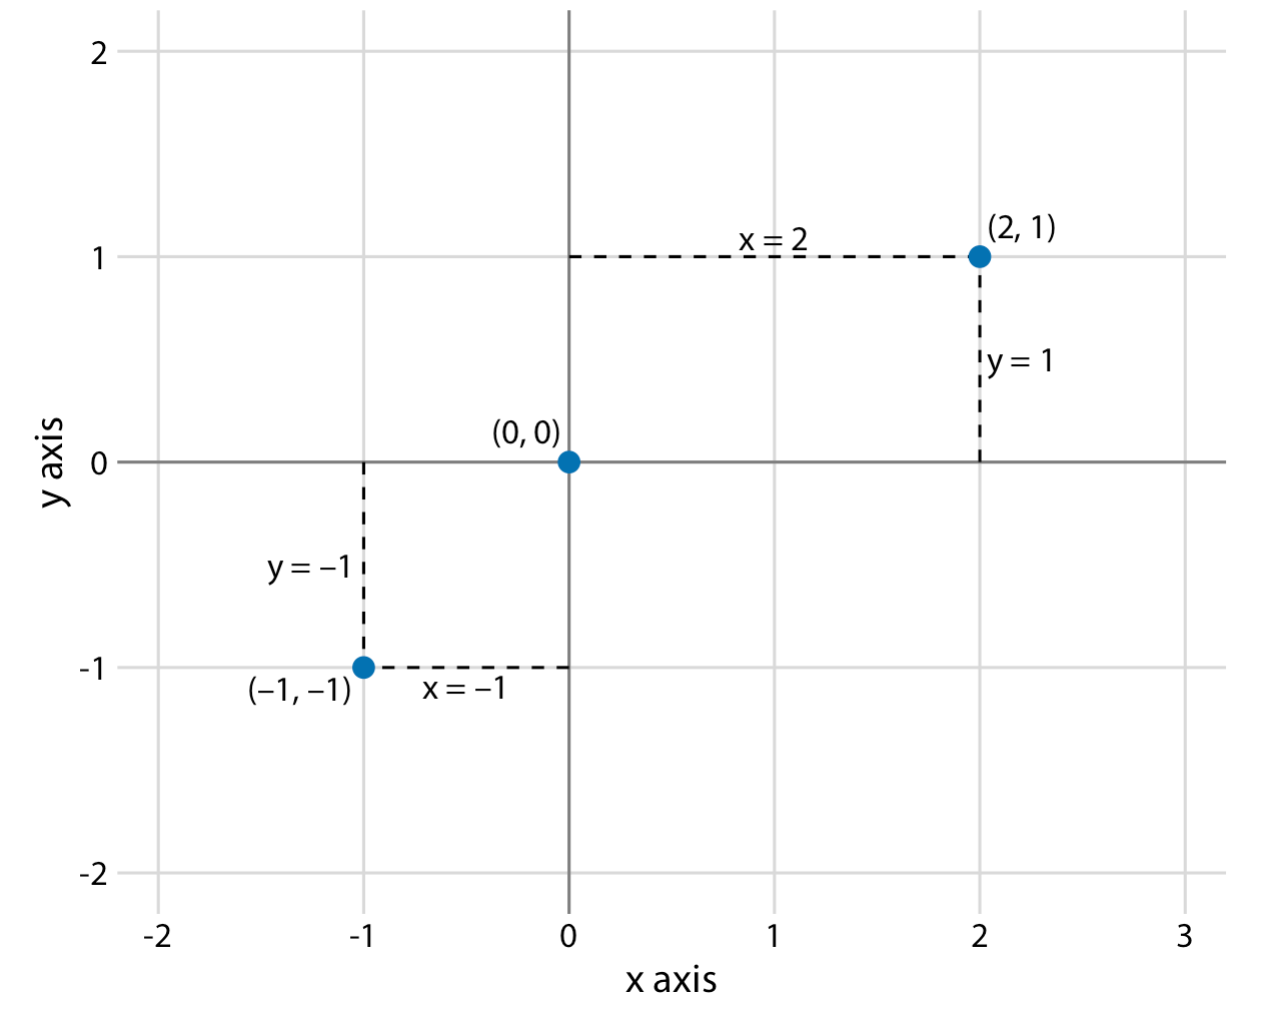 2
(2, 1)
x = 2
1
y = 1
(0, 0)
y axis
0
y = –1
-1
(–1, –1)
x = –1
-2
-2
-1
0
1
2
3
x axis